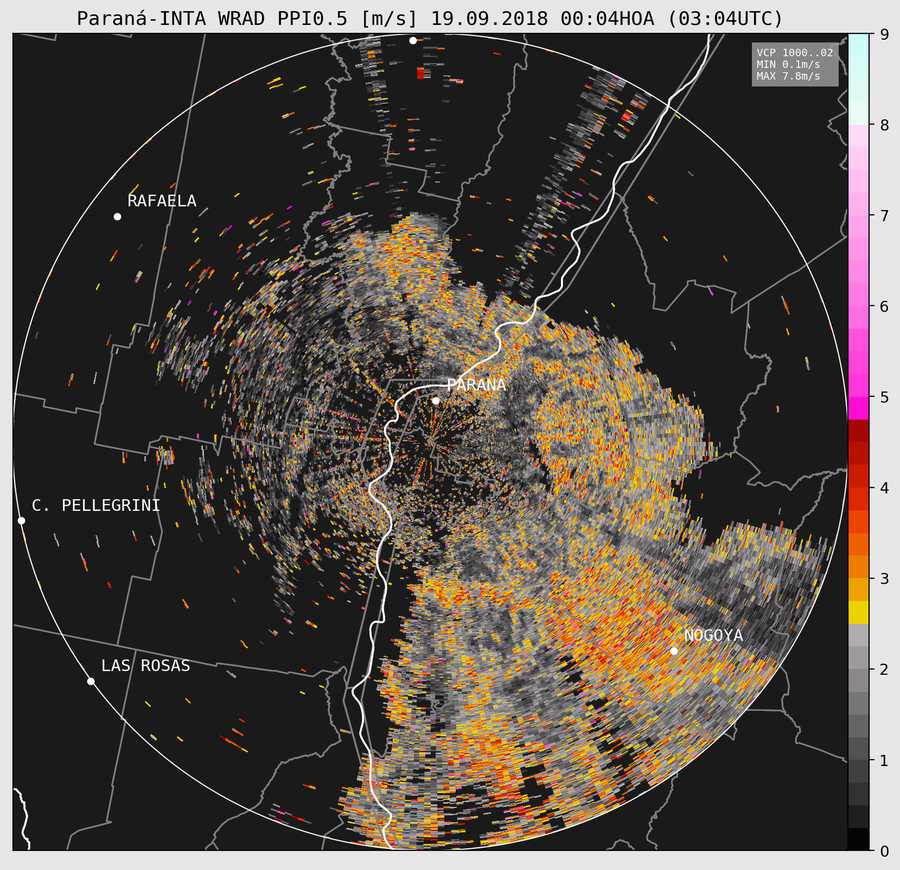 Paraná-INTA WRAD PPI0.5 [m/s] 19.09.2018 00:04HOA (03:04UTC)
VCP 1000..02
MIN 0.1m/s
MAX 7.8m/s
9
8
7
6
5
4
3
2
1
0
RAFAELA
PARANA
C. PELLEGRINI
NOGOYA
LAS ROSAS